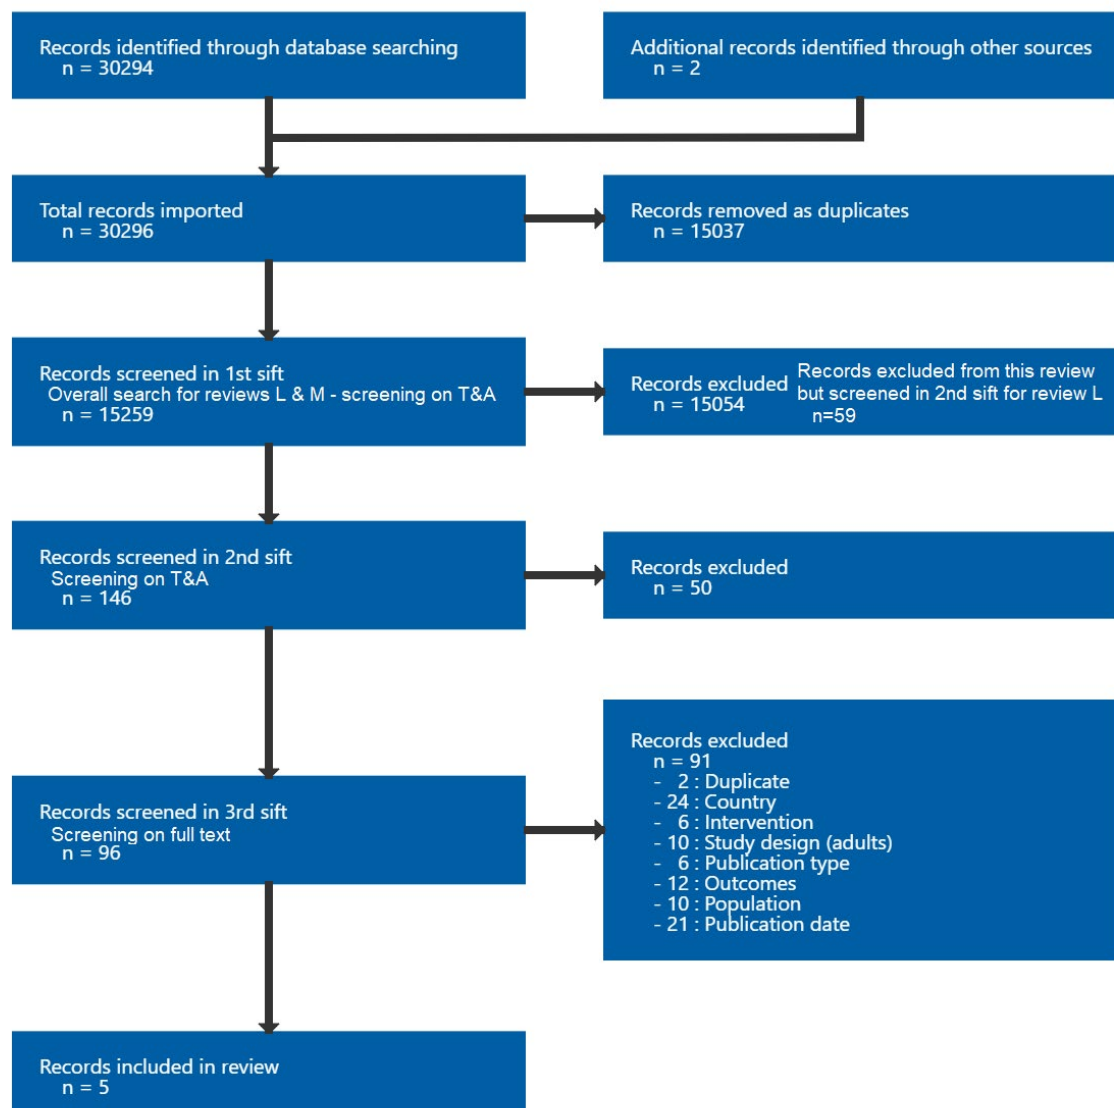 Records identified through database searching
n = 30294
Additional records identified through other sources
n = 2
Total records imported
n = 30296
Records removed as duplicates
n = 15037
Records screened in 1st sift
Overall search for reviews L & M - screening on T&A
n = 15259
Records excluded
n = 15054
Records excluded from this review
but screened in 2nd sift for review L
n=59
Records screened in 2nd sift
Screening on T&A
n = 146
Records excluded
n = 50
Records screened in 3rd sift
Screening on full text
n = 96
Records excluded
n = 91
- 2 : Duplicate
- 24 : Country
- 6 : Intervention
- 10 : Study design (adults)
- 6 : Publication type
- 12 : Outcomes
- 10 : Population
- 21 : Publication date
Records included in review
n = 5